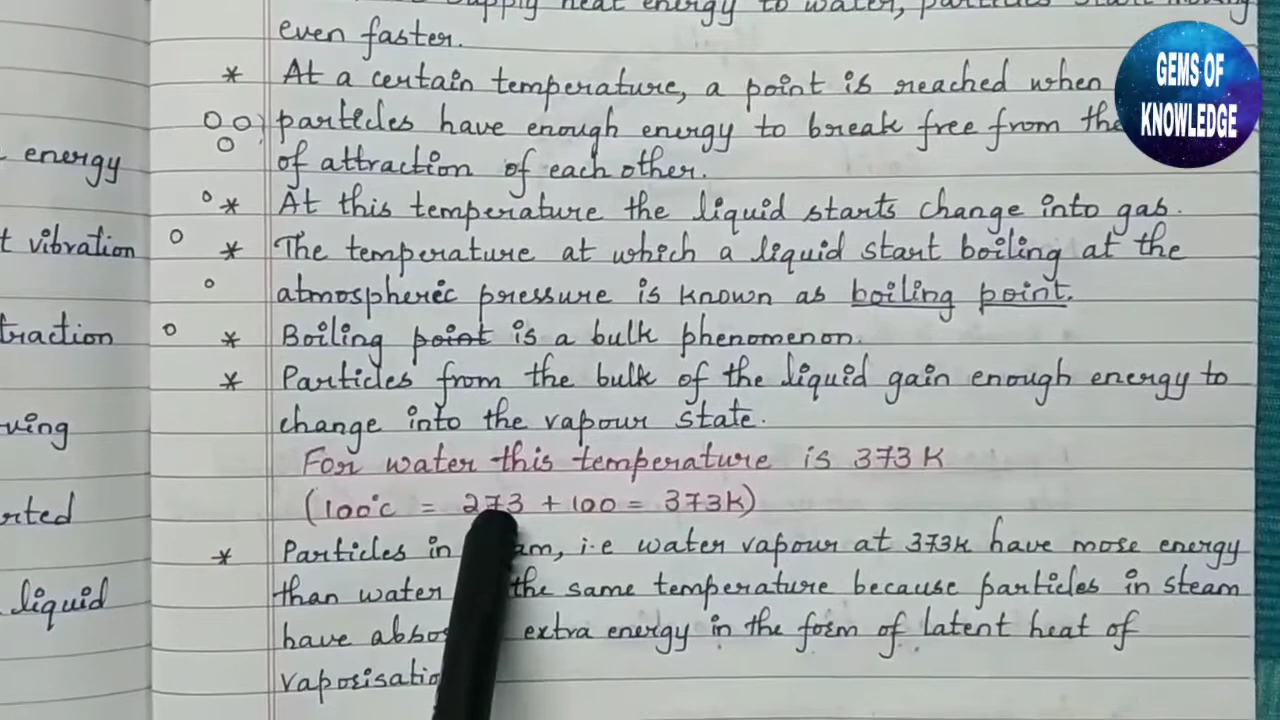 supply heat energy to water,
even faster.
* At a certain temperature, a point is reached when
particles have enough energy to break free from the
of attraction of each other.
* At this temperature the liquid starts change into gas.
* The temperature at which a liquid start boiling at the
atmospheric pressure is known as boiling point.
* Boiling point is a bulk phenomenon.
* Particles from the bulk of the liquid gain enough energy to
change into the vapour state.
For water this temperature is 373 K
(100°C = 273 + 100 = 373K)
* Particles in am, i.e water vapour at 373K have more energy
than water the same temperature because particles in steam
have abso extra energy in the form of latent heat of
vaporisatio
energy
t vibration
traction
ving
rted
liquid
GEMS OF
KNOWLEDGE